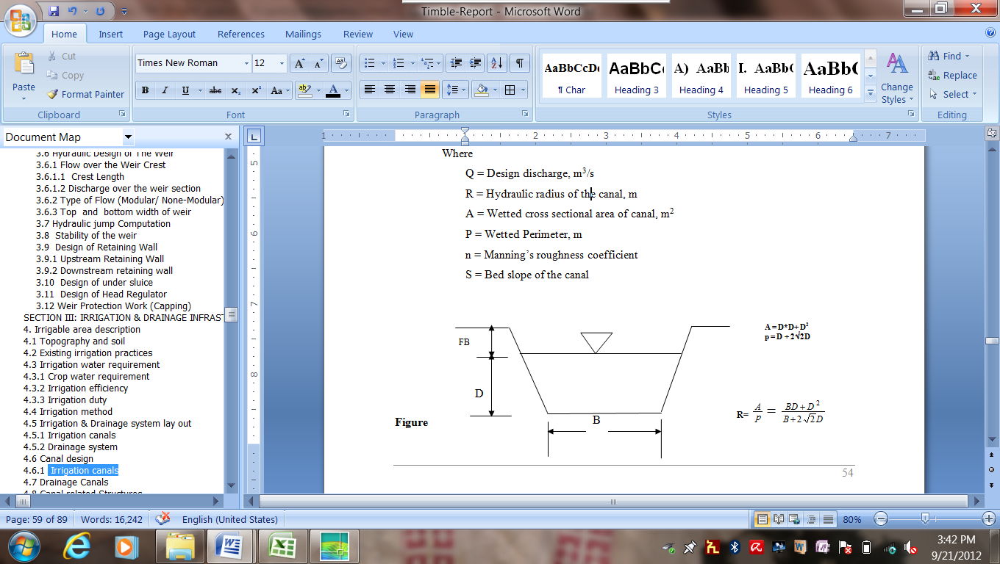 Timble-Report - Microsoft Word
Home Insert Page Layout References Mailings Review View
Paste
Cut
Copy
Format Painter
Clipboard
Times New Roman 12
Font
Paragraph
AaBbCcDc AaBbCc A) AaBb I. AaBbC AaBbC
¶ Char Heading 3 Heading 4 Heading 5 Heading 6
Change Styles
Styles
Find
Replace
Select
Editing
Document Map
3.6 Hydraulic Design of The Weir
3.6.1 Flow over the Weir Crest
3.6.1.1 Crest Length
3.6.1.2 Discharge over the weir section
3.6.2 Type of Flow (Modular/ None-Modular)
3.6.3 Top and bottom width of weir
3.7 Hydraulic jump Computation
3.8 Stability of the weir
3.9 Design of Retaining Wall
3.9.1 Upstream Retaining Wall
3.9.2 Downstream retaining wall
3.10 Design of under sluice
3.11 Design of Head Regulator
3.12 Weir Protection Work (Capping)
SECTION III: IRRIGATION & DRAINAGE INFRAST
4. Irrigable area description
4.1 Topography and soil
4.2 Existing irrigation practices
4.3 Irrigation water requirement
4.3.1 Crop water requirement
4.3.2 Irrigation efficiency
4.3.3 Irrigation duty
4.4 Irrigation method
4.5 Irrigation & Drainage system lay out
4.5.1 Irrigation canals
4.5.2 Drainage system
4.6 Canal design
4.6.1 Irrigation canals
4.7 Drainage Canals
4.8 Canal related Structures
1 2 3 4 5 6 7
5
6
7
8
Where
Q = Design discharge, m³/s
R = Hydraulic radius of the canal, m
A = Wetted cross sectional area of canal, m²
P = Wetted Perimeter, m
n = Manning’s roughness coefficient
S = Bed slope of the canal
A = D*D+D²
p = D + 2√2D
FB
D
B
R= A/P = BD+D²/B+2√2D
Figure
54
Page: 59 of 89 Words: 16,242 English (United States) 80%
3:42 PM
9/21/2012